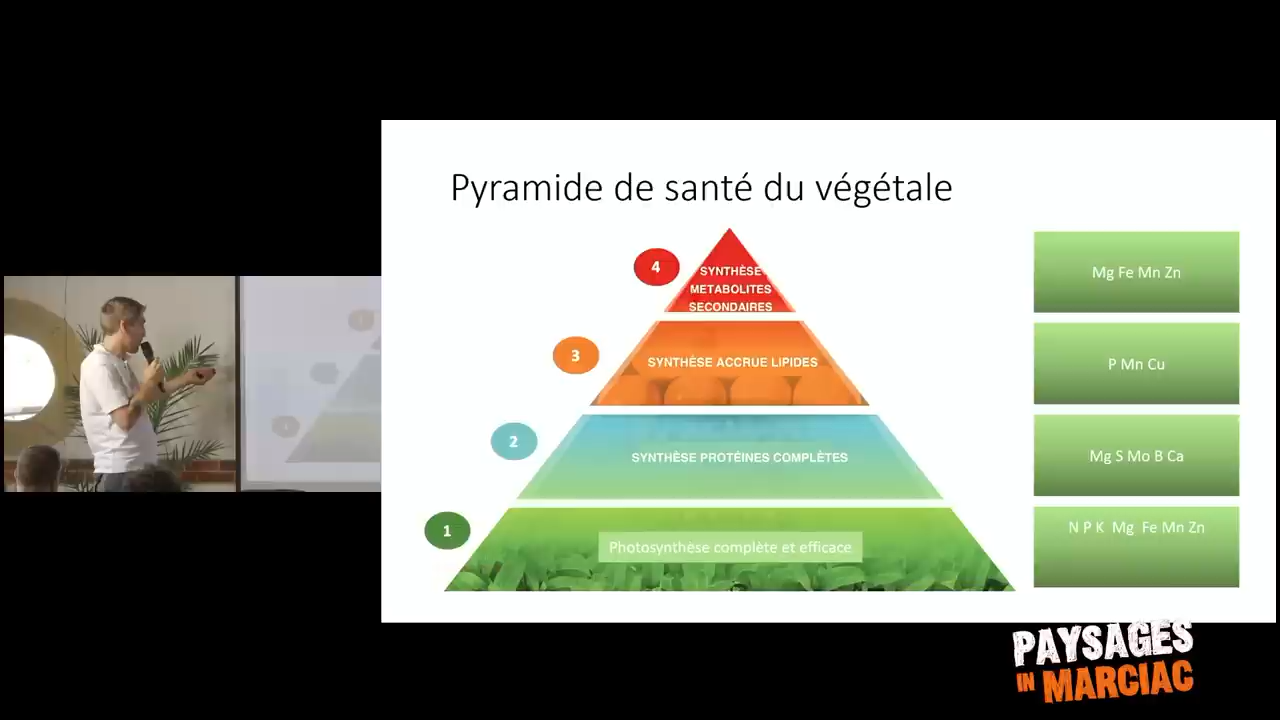 Pyramide de santé du végétale
4
SYNTHÈSE
METABOLITES
SECONDAIRES
Mg Fe Mn Zn
3
SYNTHÈSE ACCRUE LIPIDES
P Mn Cu
2
SYNTHÈSE PROTÉINES COMPLÈTES
Mg S Mo B Ca
1
Photosynthèse complète et efficace
N P K Mg Fe Mn Zn
PAYSAGES
IN MARCIAC